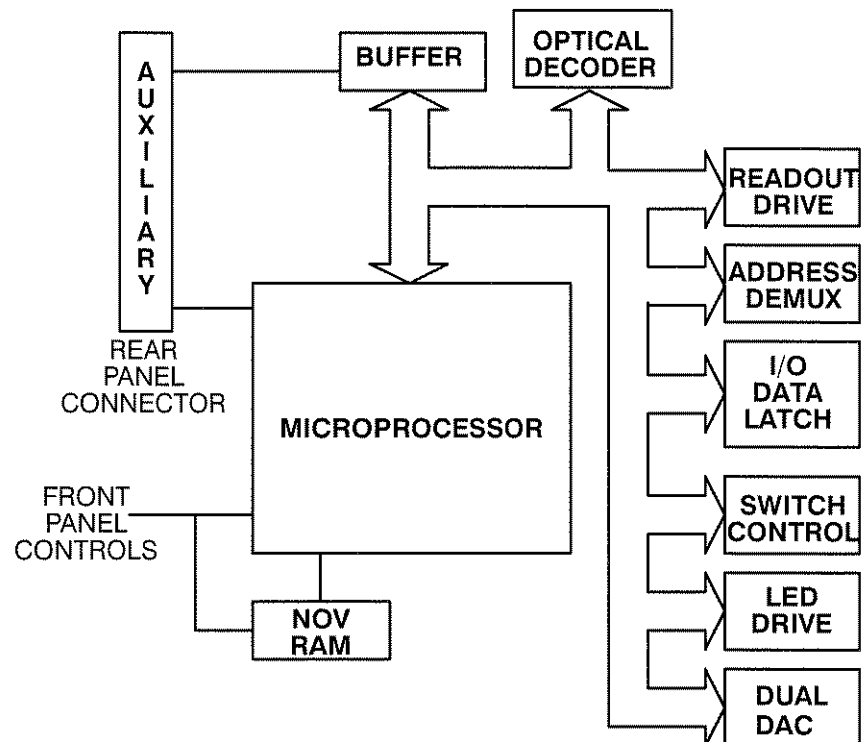 AUXILIARY
BUFFER
OPTICAL
DECODER
READOUT
DRIVE
ADDRESS
DEMUX
REAR
PANEL
CONNECTOR
I/O
DATA
LATCH
MICROPROCESSOR
FRONT
PANEL
CONTROLS
SWITCH
CONTROL
NOV
RAM
LED
DRIVE
DUAL
DAC